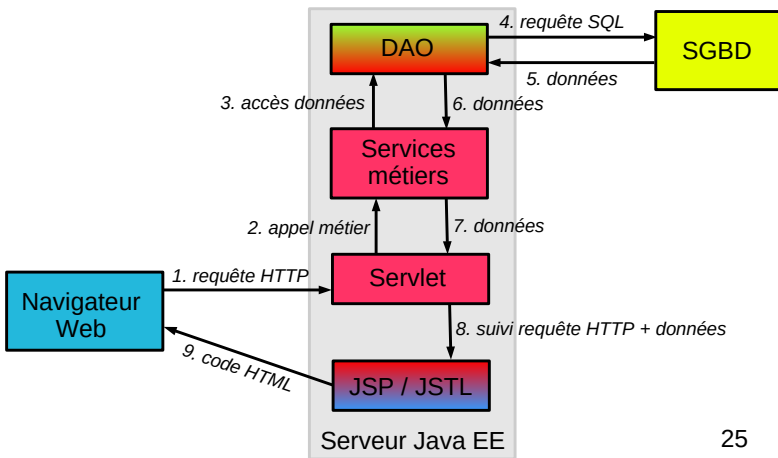 4. requête SQL
DAO
SGBD
5. données
3. accès données
6. données
Services
métiers
2. appel métier
7. données
1. requête HTTP
Servlet
Navigateur
Web
8. suivi requête HTTP + données
9. code HTML
JSP / JSTL
Serveur Java EE
25